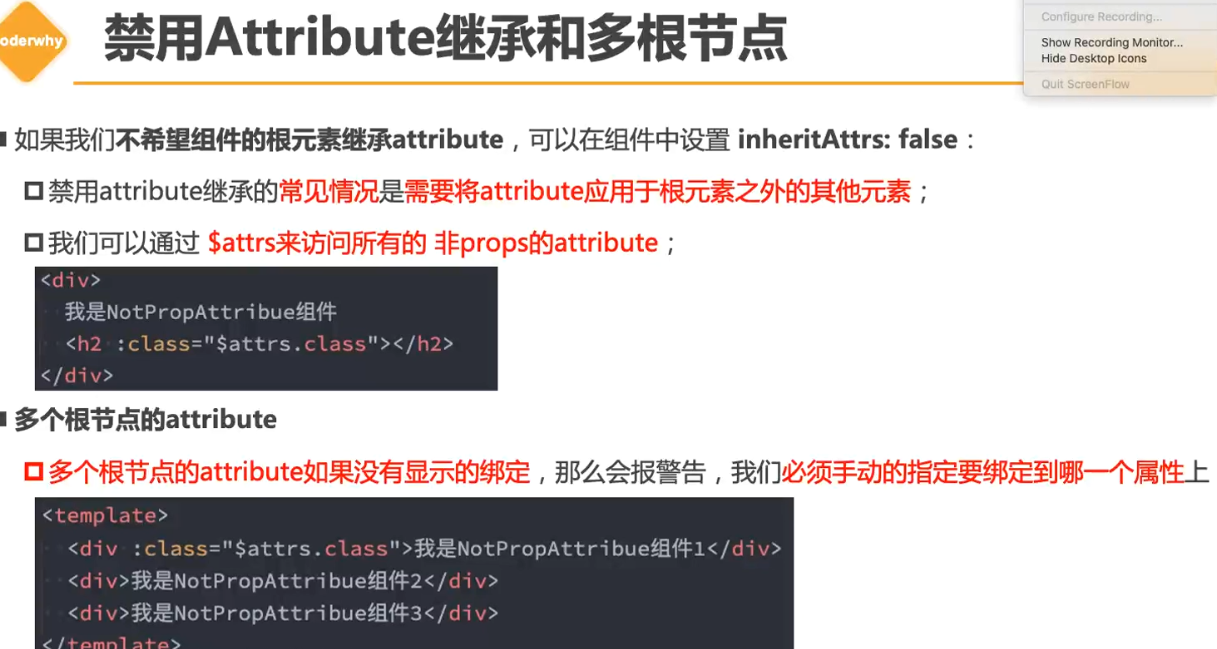 oderwhy
禁用Attribute继承和多根节点
Configure Recording...
Show Recording Monitor...
Hide Desktop Icons
Quit ScreenFlow
如果我们不希望组件的根元素继承attribute，可以在组件中设置 inheritAttrs: false：
禁用attribute继承的常见情况是需要将attribute应用于根元素之外的其他元素；
我们可以通过 $attrs来访问所有的 非props的attribute；
<div>
我是NotPropAttribue组件
<h2 :class="$attrs.class"></h2>
</div>
多个根节点的attribute
多个根节点的attribute如果没有显示的绑定，那么会报警告，我们必须手动的指定要绑定到哪一个属性上
<template>
<div :class="$attrs.class">我是NotPropAttribue组件1</div>
<div>我是NotPropAttribue组件2</div>
<div>我是NotPropAttribue组件3</div>
</template>